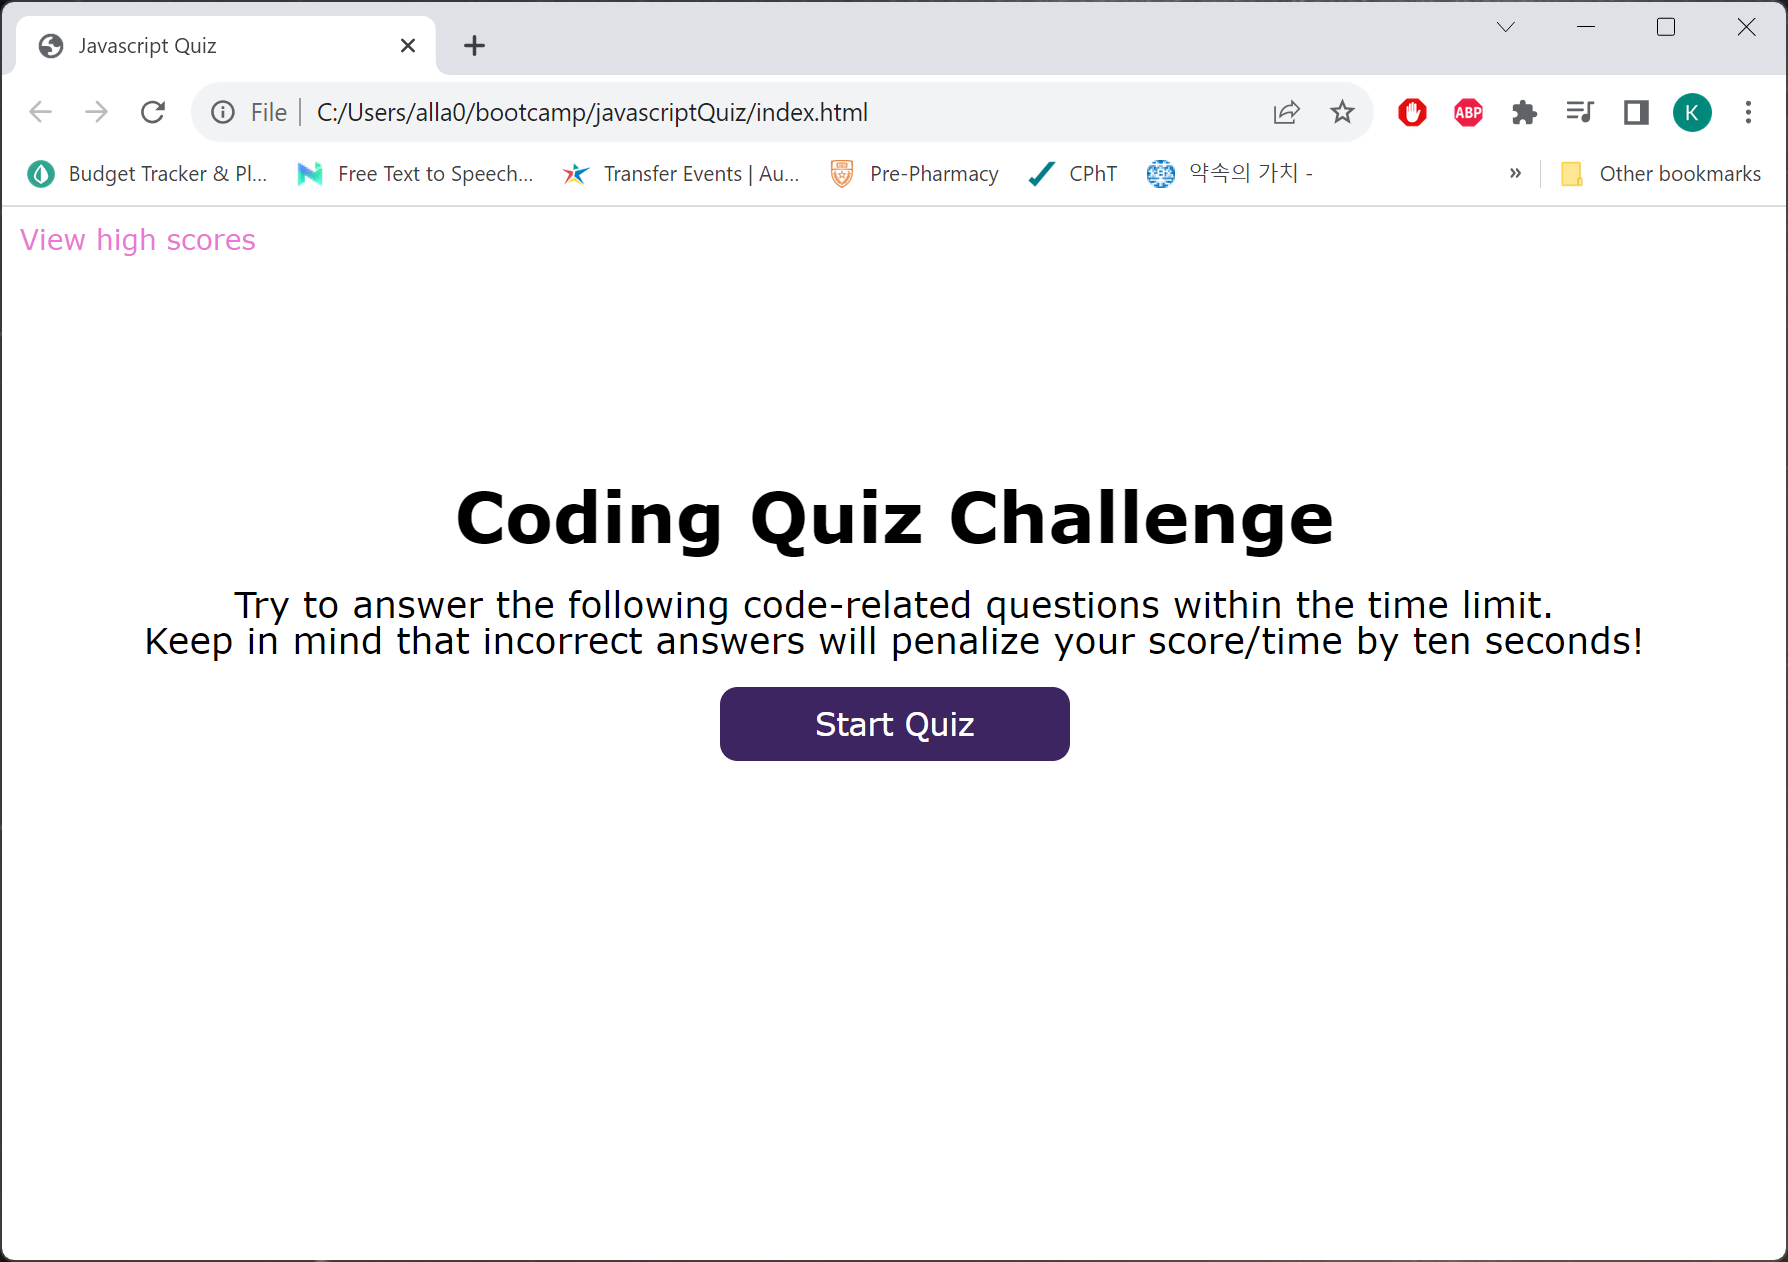 Javascript Quiz
File
C:/Users/alla0/bootcamp/javascriptQuiz/index.html
ABP
K
Budget Tracker & Pl...
Free Text to Speech...
Transfer Events | Au...
Pre-Pharmacy
CPhT
약속의 가치 -
»
Other bookmarks
View high scores
Coding Quiz Challenge
Try to answer the following code-related questions within the time limit.
Keep in mind that incorrect answers will penalize your score/time by ten seconds!
Start Quiz